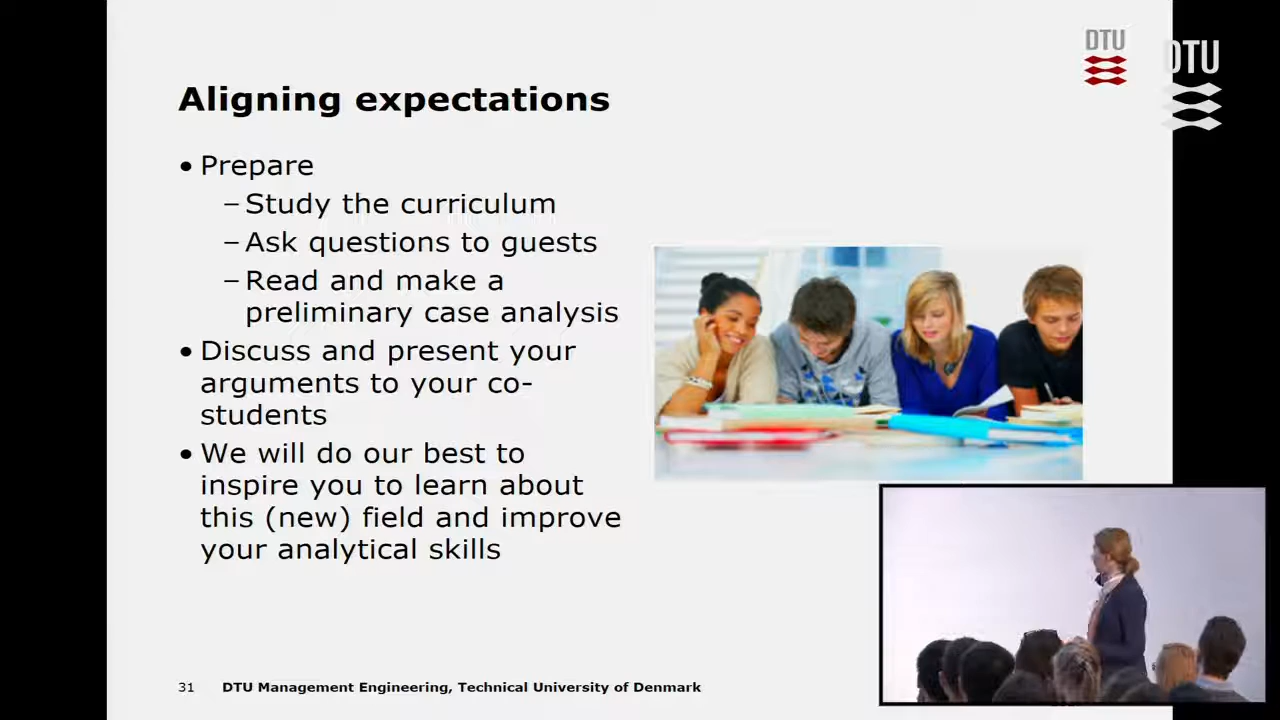 DTU
DTU
Aligning expectations
• Prepare
– Study the curriculum
– Ask questions to guests
– Read and make a
preliminary case analysis
• Discuss and present your
arguments to your co-
students
• We will do our best to
inspire you to learn about
this (new) field and improve
your analytical skills
31 DTU Management Engineering, Technical University of Denmark